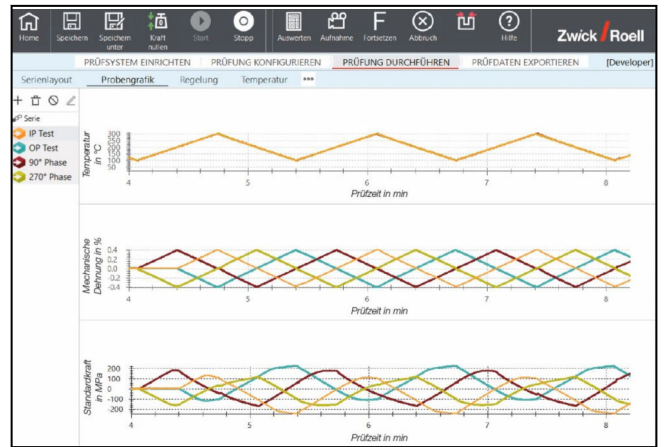 Home Speichern Speichern unter Kraft nullen Start Stopp Auswerten Aufnahme Fortsetzen Abbruch Hilfe Zwick Roell
PRÜFSYSTEM EINRICHTEN PRÜFUNG KONFIGURIEREN PRÜFUNG DURCHFÜHREN PRÜFDATEN EXPORTIEREN [Developer]
Serienlayout Probengrafik Regelung Temperatur •••
Serie
IP Test
OP Test
90° Phase
270° Phase
Temperatur
in °C
300
250
200
150
100
50
4 5 6 7 8
Prüfzeit in min
Mechanische
Dehnung in %
0.4
0.2
0.0
-0.2
-0.4
4 5 6 7 8
Prüfzeit in min
Standardkraft
in MPa
200
100
0
-100
-200
4 5 6 7 8
Prüfzeit in min